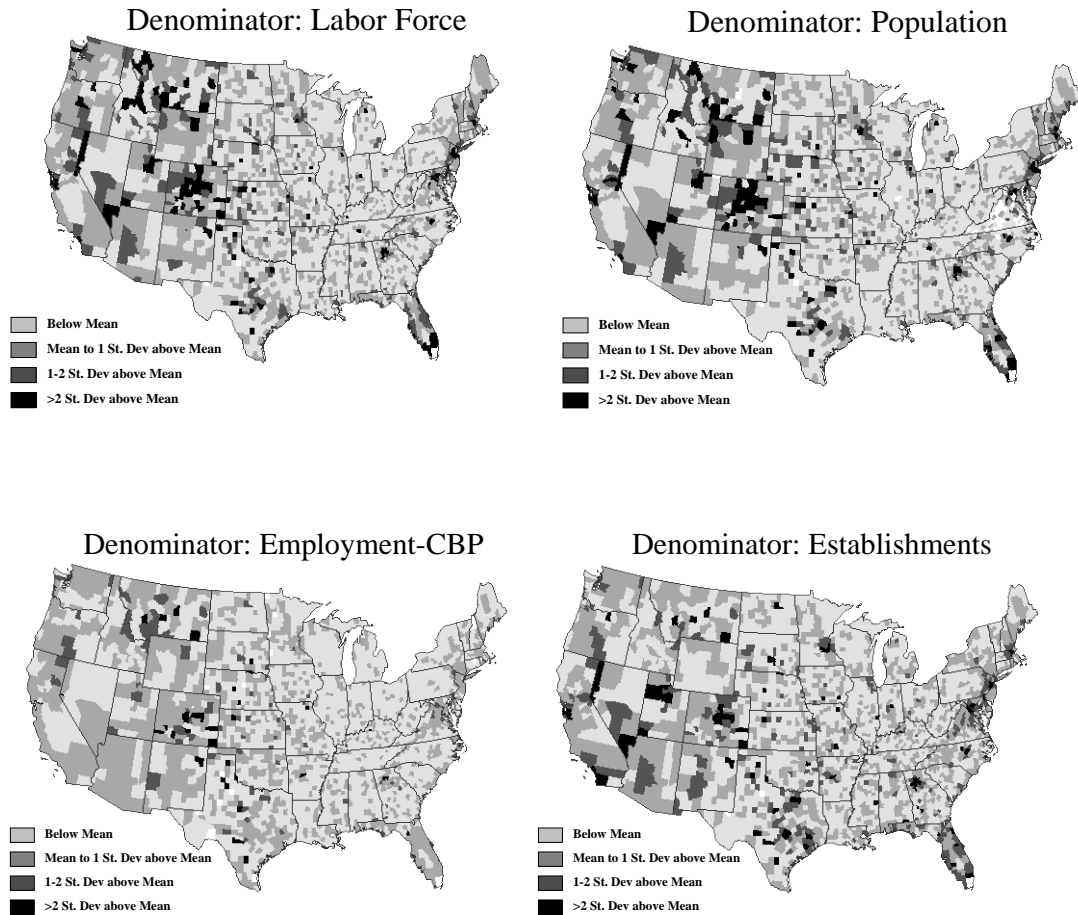 Denominator: Labor Force
Below Mean
Mean to 1 St. Dev above Mean
1-2 St. Dev above Mean
>2 St. Dev above Mean
Denominator: Population
Below Mean
Mean to 1 St. Dev above Mean
1-2 St. Dev above Mean
>2 St. Dev above Mean
Denominator: Employment-CBP
Below Mean
Mean to 1 St. Dev above Mean
1-2 St. Dev above Mean
>2 St. Dev above Mean
Denominator: Establishments
Below Mean
Mean to 1 St. Dev above Mean
1-2 St. Dev above Mean
>2 St. Dev above Mean